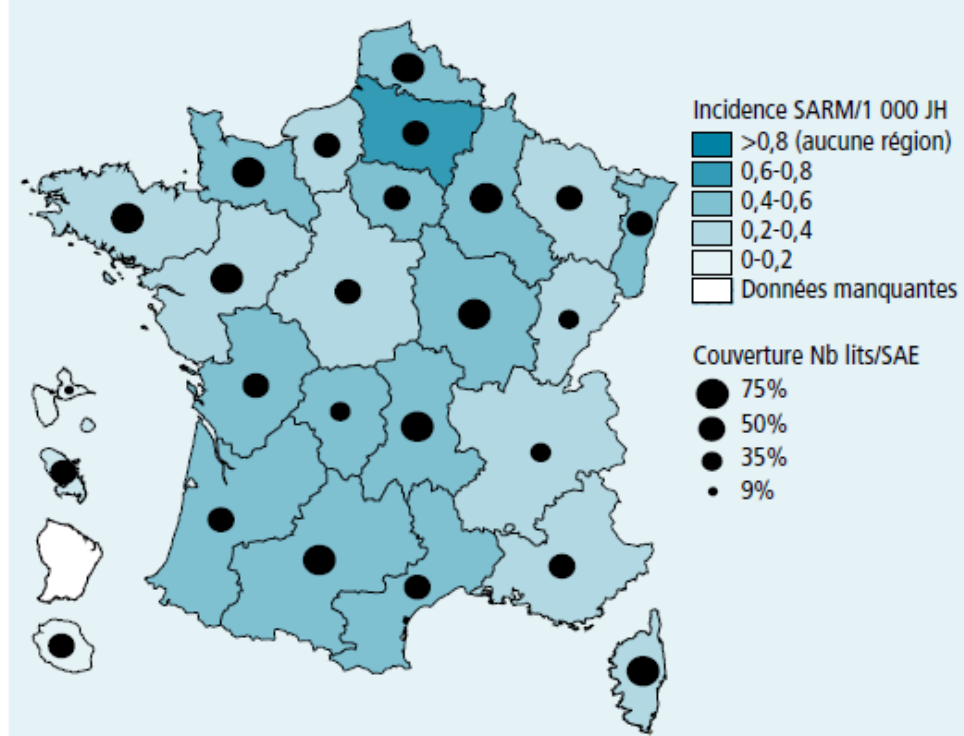 Incidence SARM/1 000 JH
>0,8 (aucune région)
0,6-0,8
0,4-0,6
0,2-0,4
0-0,2
Données manquantes
Couverture Nb lits/SAE
75%
50%
35%
9%